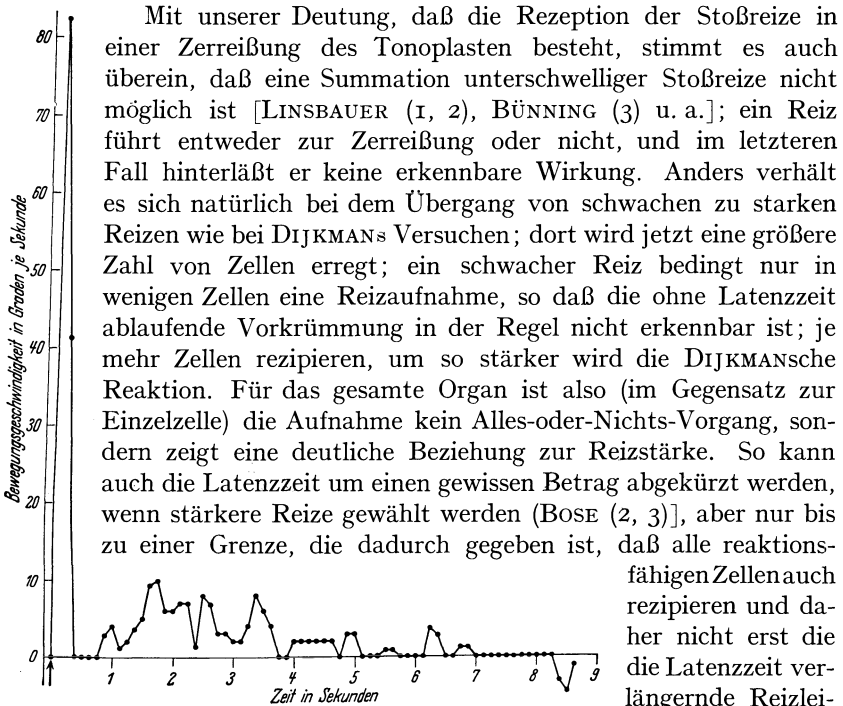 Mit unserer Deutung, daß die Rezeption der Stoßreize in
einer Zerreißung des Tonoplasten besteht, stimmt es auch
überein, daß eine Summation unterschwelliger Stoßreize nicht
möglich ist [LINSBAUER (1, 2), BÜNNING (3) u. a.]; ein Reiz
führt entweder zur Zerreißung oder nicht, und im letzteren
Fall hinterläßt er keine erkennbare Wirkung. Anders verhält
es sich natürlich bei dem Übergang von schwachen zu starken
Reizen wie bei DIJKMANs Versuchen; dort wird jetzt eine größere
Zahl von Zellen erregt; ein schwacher Reiz bedingt nur in
wenigen Zellen eine Reizaufnahme, so daß die ohne Latenzzeit
ablaufende Vorkrümmung in der Regel nicht erkennbar ist; je
mehr Zellen rezipieren, um so stärker wird die DIJKMANsche
Reaktion. Für das gesamte Organ ist also (im Gegensatz zur
Einzelzelle) die Aufnahme kein Alles-oder-Nichts-Vorgang, son-
dern zeigt eine deutliche Beziehung zur Reizstärke. So kann
auch die Latenzzeit um einen gewissen Betrag abgekürzt werden,
wenn stärkere Reize gewählt werden (BOSE (2, 3)], aber nur bis
zu einer Grenze, die dadurch gegeben ist, daß alle reaktions-
fähigen Zellen auch
rezipieren und da-
her nicht erst die
die Latenzzeit ver-
längernde Reizlei-
Bewegungsgeschwindigkeit in Graden je Sekunde
80
70
60
50
40
30
20
10
0
1 2 3 4 5 6 7 8 9
Zeit in Sekunden